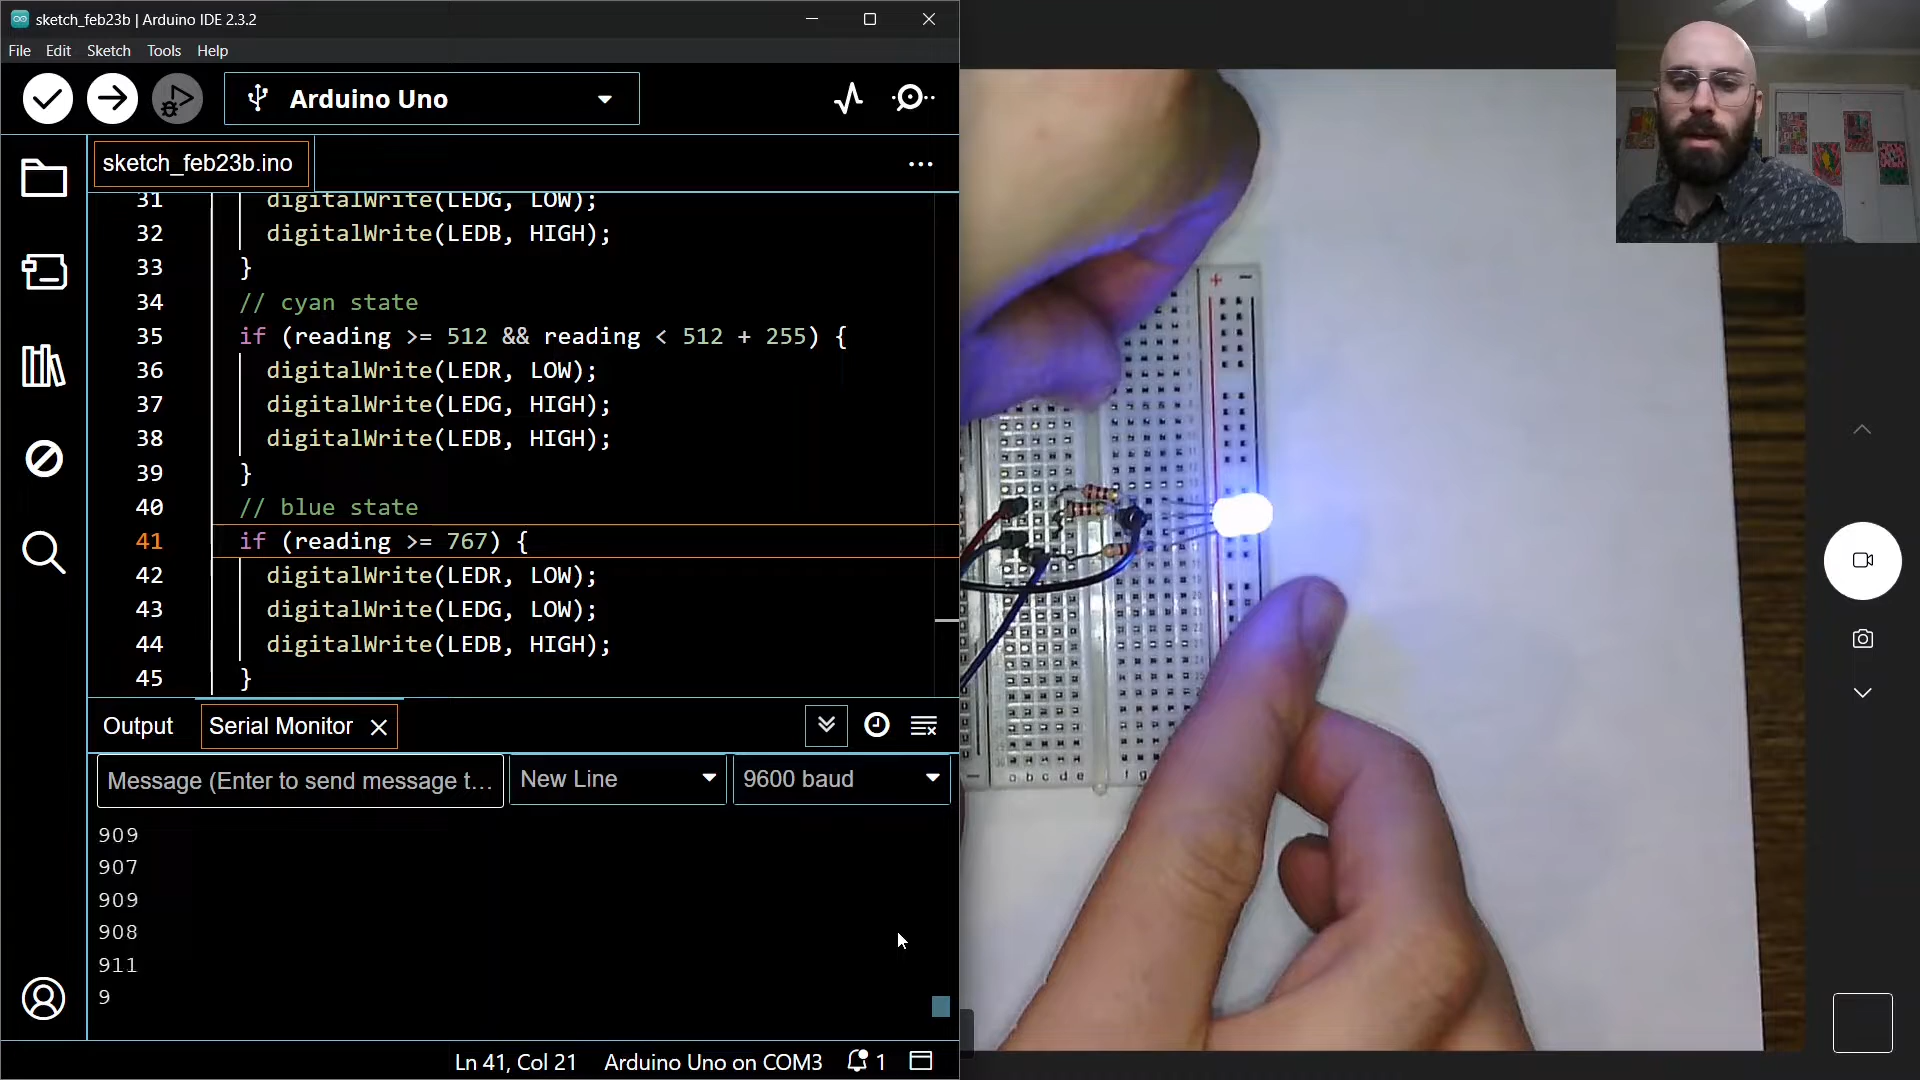 sketch_feb23b | Arduino IDE 2.3.2
File Edit Sketch Tools Help
Arduino Uno
sketch_feb23b.ino
31 digitalWrite(LEDG, LOW);
32 digitalWrite(LEDB, HIGH);
33 }
34 // cyan state
35 if (reading >= 512 && reading < 512 + 255) {
36 digitalWrite(LEDR, LOW);
37 digitalWrite(LEDG, HIGH);
38 digitalWrite(LEDB, HIGH);
39 }
40 // blue state
41 if (reading >= 767) {
42 digitalWrite(LEDR, LOW);
43 digitalWrite(LEDG, LOW);
44 digitalWrite(LEDB, HIGH);
45 }
Output Serial Monitor
Message (Enter to send message t... New Line 9600 baud
909
907
909
908
911
9
Ln 41, Col 21 Arduino Uno on COM3 1
+ −
a b c d e f g